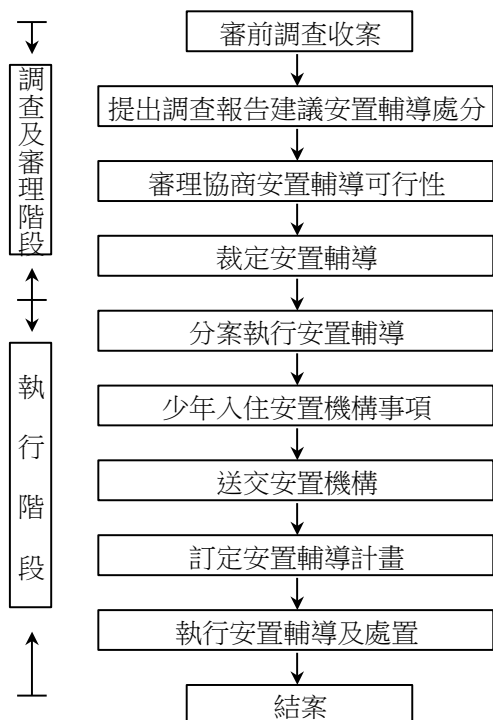 審前調查收案
調查及審理階段
提出調查報告建議安置輔導處分
審理協商安置輔導可行性
裁定安置輔導
分案執行安置輔導
執行階段
少年入住安置機構事項
送交安置機構
訂定安置輔導計畫
執行安置輔導及處置
結案